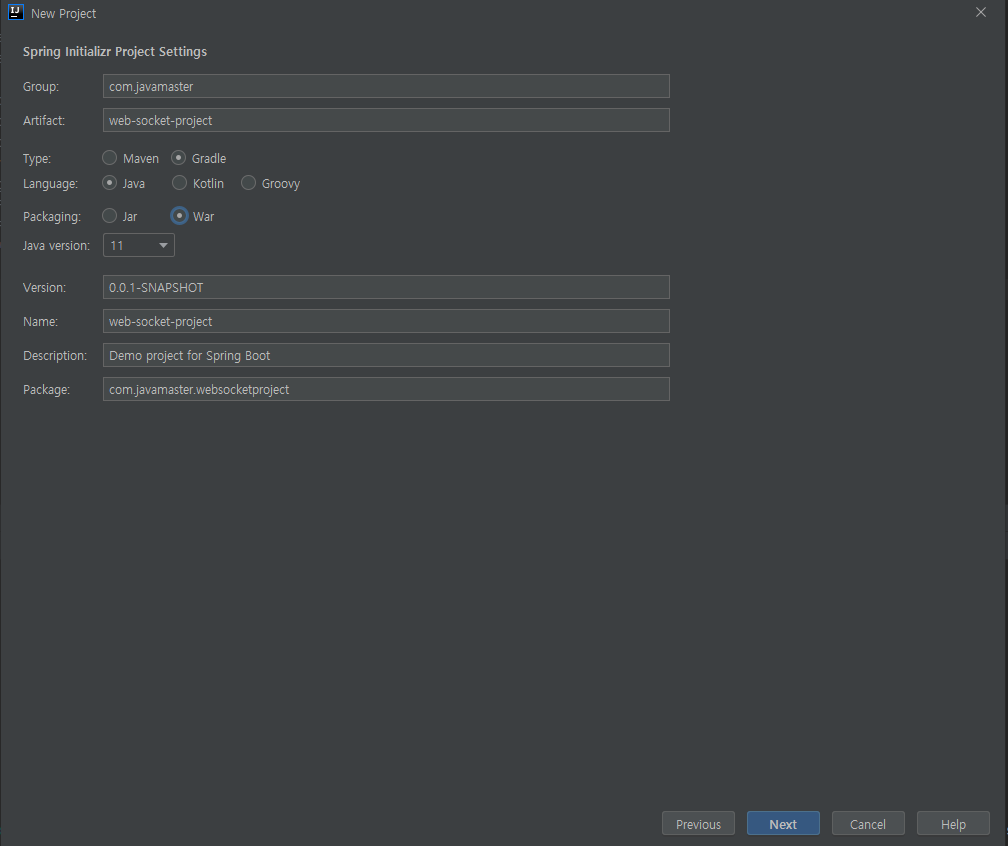 IJ New Project
Spring Initializr Project Settings
Group: com.javamaster
Artifact: web-socket-project
Type: Maven Gradle
Language: Java Kotlin Groovy
Packaging: Jar War
Java version: 11
Version: 0.0.1-SNAPSHOT
Name: web-socket-project
Description: Demo project for Spring Boot
Package: com.javamaster.websocketproject
Previous Next Cancel Help